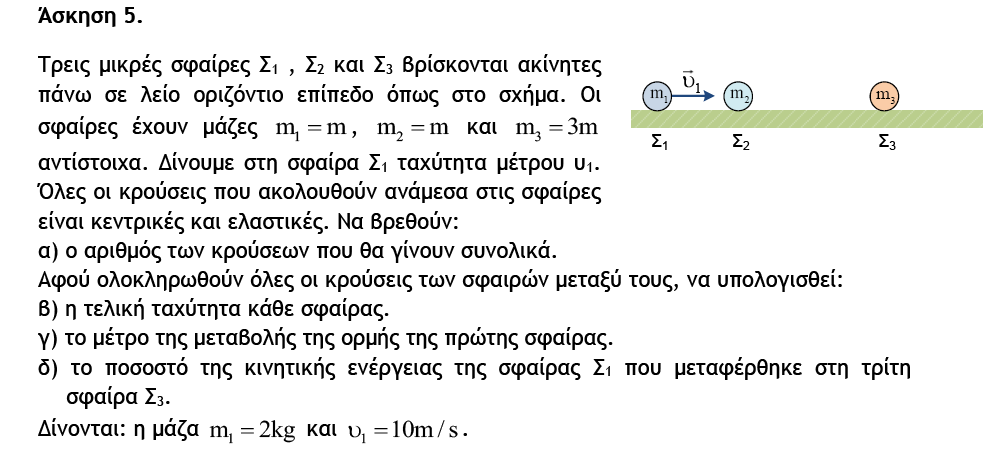 Άσκηση 5.
Τρεις μικρές σφαίρες Σ₁ , Σ₂ και Σ₃ βρίσκονται ακίνητες
πάνω σε λείο οριζόντιο επίπεδο όπως στο σχήμα. Οι
σφαίρες έχουν μάζες m₁ = m , m₂ = m και m₃ = 3m
αντίστοιχα. Δίνουμε στη σφαίρα Σ₁ ταχύτητα μέτρου υ₁.
Όλες οι κρούσεις που ακολουθούν ανάμεσα στις σφαίρες
είναι κεντρικές και ελαστικές. Να βρεθούν:
α) ο αριθμός των κρούσεων που θα γίνουν συνολικά.
Αφού ολοκληρωθούν όλες οι κρούσεις των σφαιρών μεταξύ τους, να υπολογισθεί:
β) η τελική ταχύτητα κάθε σφαίρας.
γ) το μέτρο της μεταβολής της ορμής της πρώτης σφαίρας.
δ) το ποσοστό της κινητικής ενέργειας της σφαίρας Σ₁ που μεταφέρθηκε στη τρίτη
σφαίρα Σ₃.
Δίνονται: η μάζα m₁ = 2kg και υ₁ = 10m / s .
m₁ υ⃗₁ m₂ m₃
Σ₁ Σ₂ Σ₃